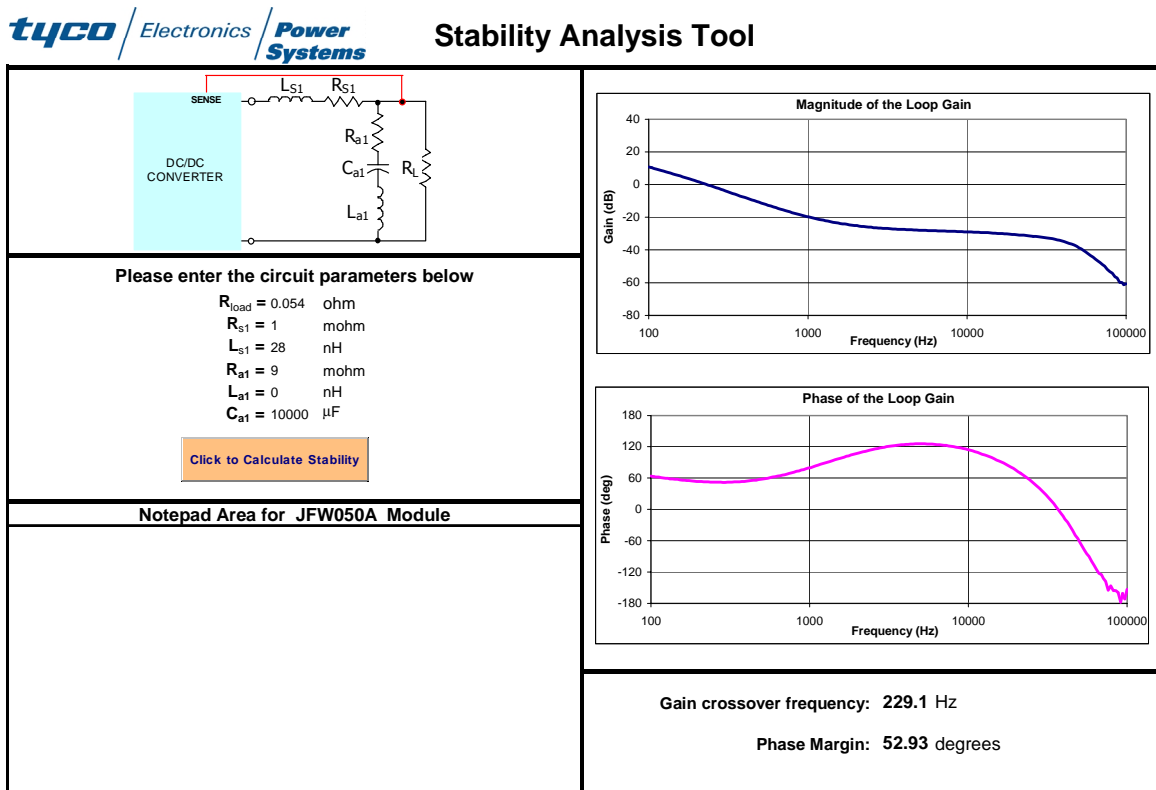 tyco / Electronics / Power Systems
Stability Analysis Tool
SENSE
LS1 RS1
Ra1
DC/DC
CONVERTER
Ca1 RL
La1
Please enter the circuit parameters below
Rload = 0.054 ohm
Rs1 = 1 mohm
Ls1 = 28 nH
Ra1 = 9 mohm
La1 = 0 nH
Ca1 = 10000 μF
Click to Calculate Stability
Notepad Area for JFW050A Module
Magnitude of the Loop Gain
Gain (dB)
40
20
0
-20
-40
-60
-80
100 1000 10000 100000
Frequency (Hz)
Phase of the Loop Gain
Phase (deg)
180
120
60
0
-60
-120
-180
100 1000 10000 100000
Frequency (Hz)
Gain crossover frequency: 229.1 Hz
Phase Margin: 52.93 degrees